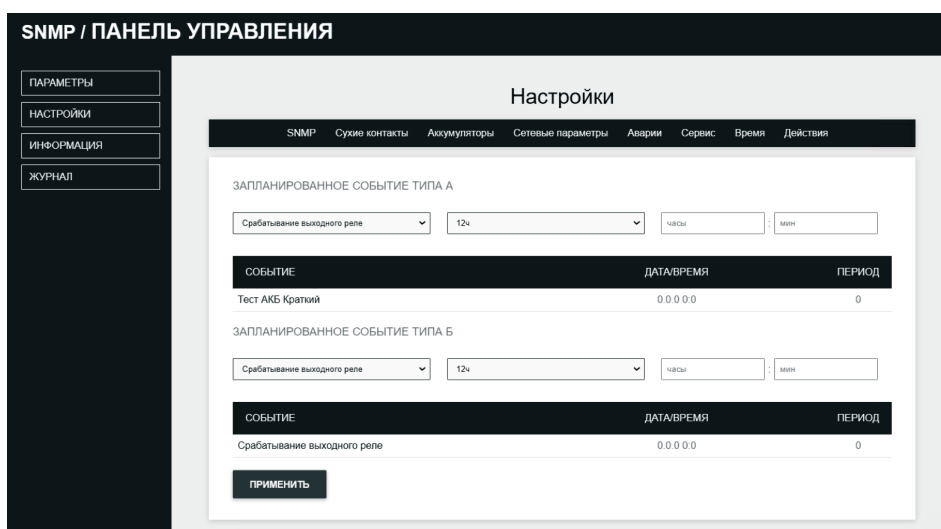 SNMP / ПАНЕЛЬ УПРАВЛЕНИЯ
ПАРАМЕТРЫ
НАСТРОЙКИ
ИНФОРМАЦИЯ
ЖУРНАЛ
Настройки
SNMP Сухие контакты Аккумуляторы Сетевые параметры Аварии Сервис Время Действия
ЗАПЛАНИРОВАННОЕ СОБЫТИЕ ТИПА А
Срабатывание выходного реле 12ч часы : мин
СОБЫТИЕ ДАТА/ВРЕМЯ ПЕРИОД
Тест АКБ Краткий 0.0.0 0:0 0
ЗАПЛАНИРОВАННОЕ СОБЫТИЕ ТИПА Б
Срабатывание выходного реле 12ч часы : мин
СОБЫТИЕ ДАТА/ВРЕМЯ ПЕРИОД
Срабатывание выходного реле 0.0.0 0:0 0
ПРИМЕНИТЬ